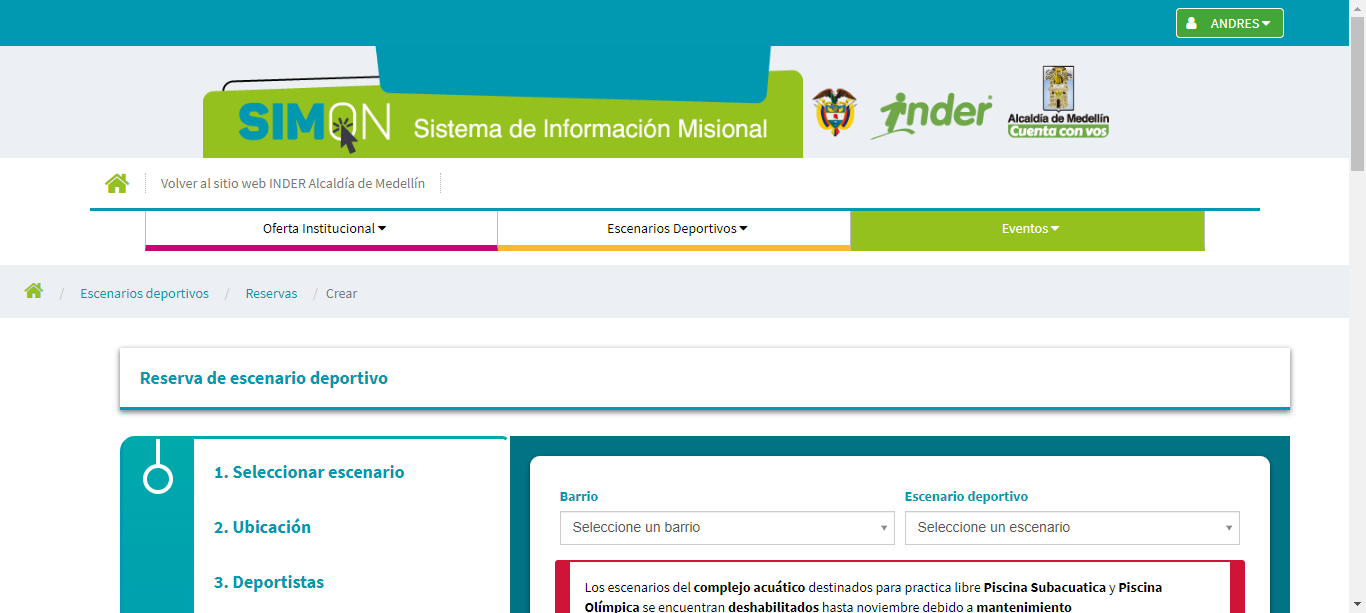 ANDRES
SIMON Sistema de Información Misional
inder
Alcaldía de Medellín
Cuenta con vos
Volver al sitio web INDER Alcaldía de Medellín
Oferta Institucional
Escenarios Deportivos
Eventos
/ Escenarios deportivos / Reservas / Crear
Reserva de escenario deportivo
1. Seleccionar escenario
2. Ubicación
3. Deportistas
Barrio
Seleccione un barrio
Escenario deportivo
Seleccione un escenario
Los escenarios del complejo acuático destinados para practica libre Piscina Subacuatica y Piscina
Olímpica se encuentran deshabilitados hasta noviembre debido a mantenimiento